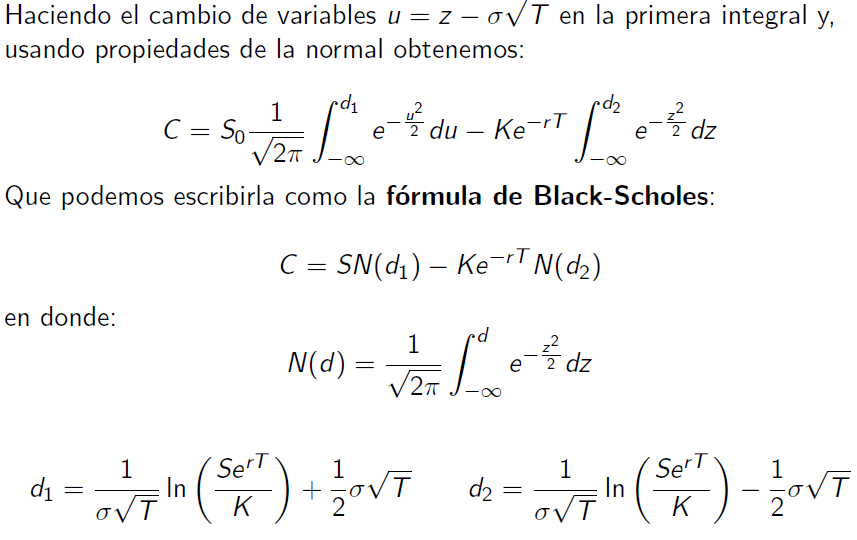 Haciendo el cambio de variables $u = z - \sigma\sqrt{T}$ en la primera integral y,
usando propiedades de la normal obtenemos:
$C = S_0 \frac{1}{\sqrt{2\pi}} \int_{-\infty}^{d_1} e^{-\frac{u^2}{2}} du - Ke^{-rT} \int_{-\infty}^{d_2} e^{-\frac{z^2}{2}} dz$
Que podemos escribirla como la fórmula de Black-Scholes:
$C = SN(d_1) - Ke^{-rT} N(d_2)$
en donde:
$N(d) = \frac{1}{\sqrt{2\pi}} \int_{-\infty}^{d} e^{-\frac{z^2}{2}} dz$
$d_1 = \frac{1}{\sigma\sqrt{T}} \ln\left(\frac{Se^{rT}}{K}\right) + \frac{1}{2}\sigma\sqrt{T}$ $d_2 = \frac{1}{\sigma\sqrt{T}} \ln\left(\frac{Se^{rT}}{K}\right) - \frac{1}{2}\sigma\sqrt{T}$